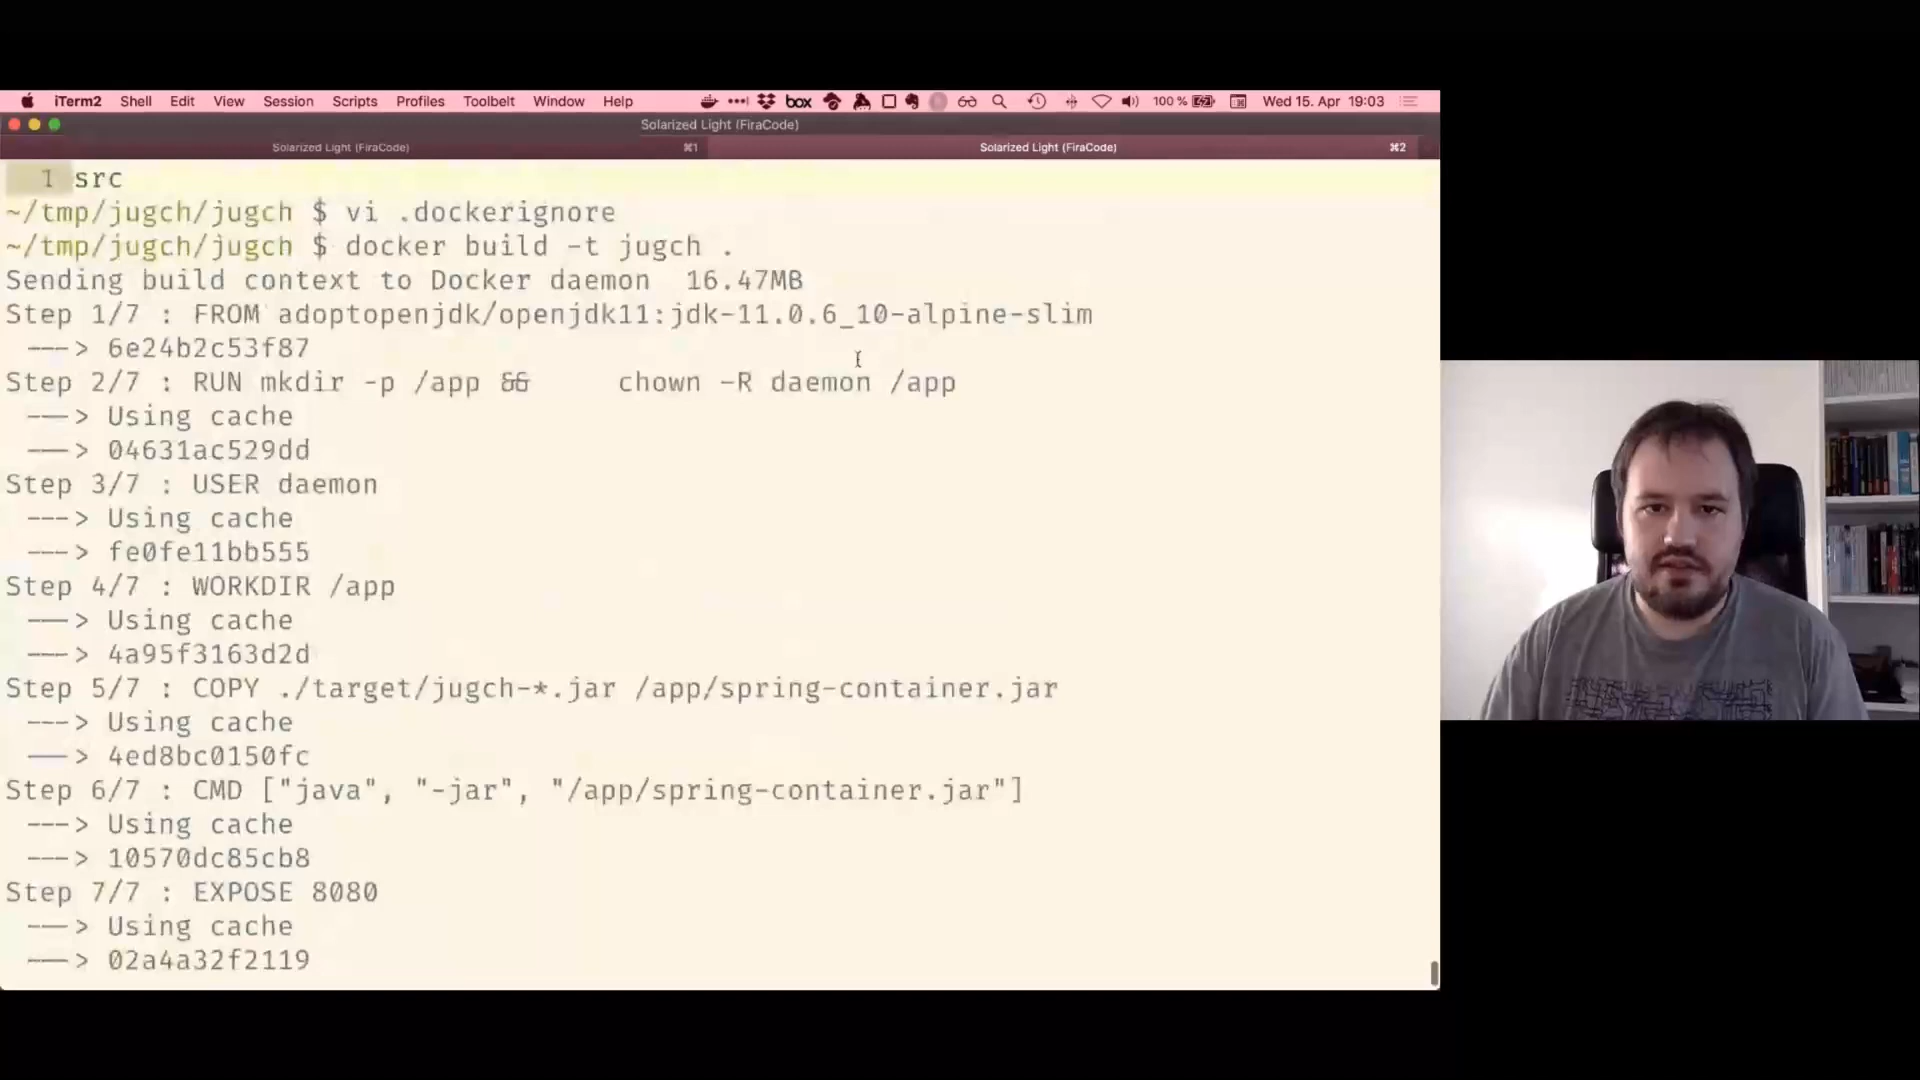 iTerm2 Shell Edit View Session Scripts Profiles Toolbelt Window Help box 100 % Wed 15. Apr 19:03
Solarized Light (FiraCode)
Solarized Light (FiraCode) ⌘1 Solarized Light (FiraCode) ⌘2
1 src
~/tmp/jugch/jugch $ vi .dockerignore
~/tmp/jugch/jugch $ docker build -t jugch .
Sending build context to Docker daemon 16.47MB
Step 1/7 : FROM adoptopenjdk/openjdk11:jdk-11.0.6_10-alpine-slim
---> 6e24b2c53f87
Step 2/7 : RUN mkdir -p /app && chown -R daemon /app
---> Using cache
---> 04631ac529dd
Step 3/7 : USER daemon
---> Using cache
---> fe0fe11bb555
Step 4/7 : WORKDIR /app
---> Using cache
---> 4a95f3163d2d
Step 5/7 : COPY ./target/jugch-*.jar /app/spring-container.jar
---> Using cache
---> 4ed8bc0150fc
Step 6/7 : CMD ["java", "-jar", "/app/spring-container.jar"]
---> Using cache
---> 10570dc85cb8
Step 7/7 : EXPOSE 8080
---> Using cache
---> 02a4a32f2119